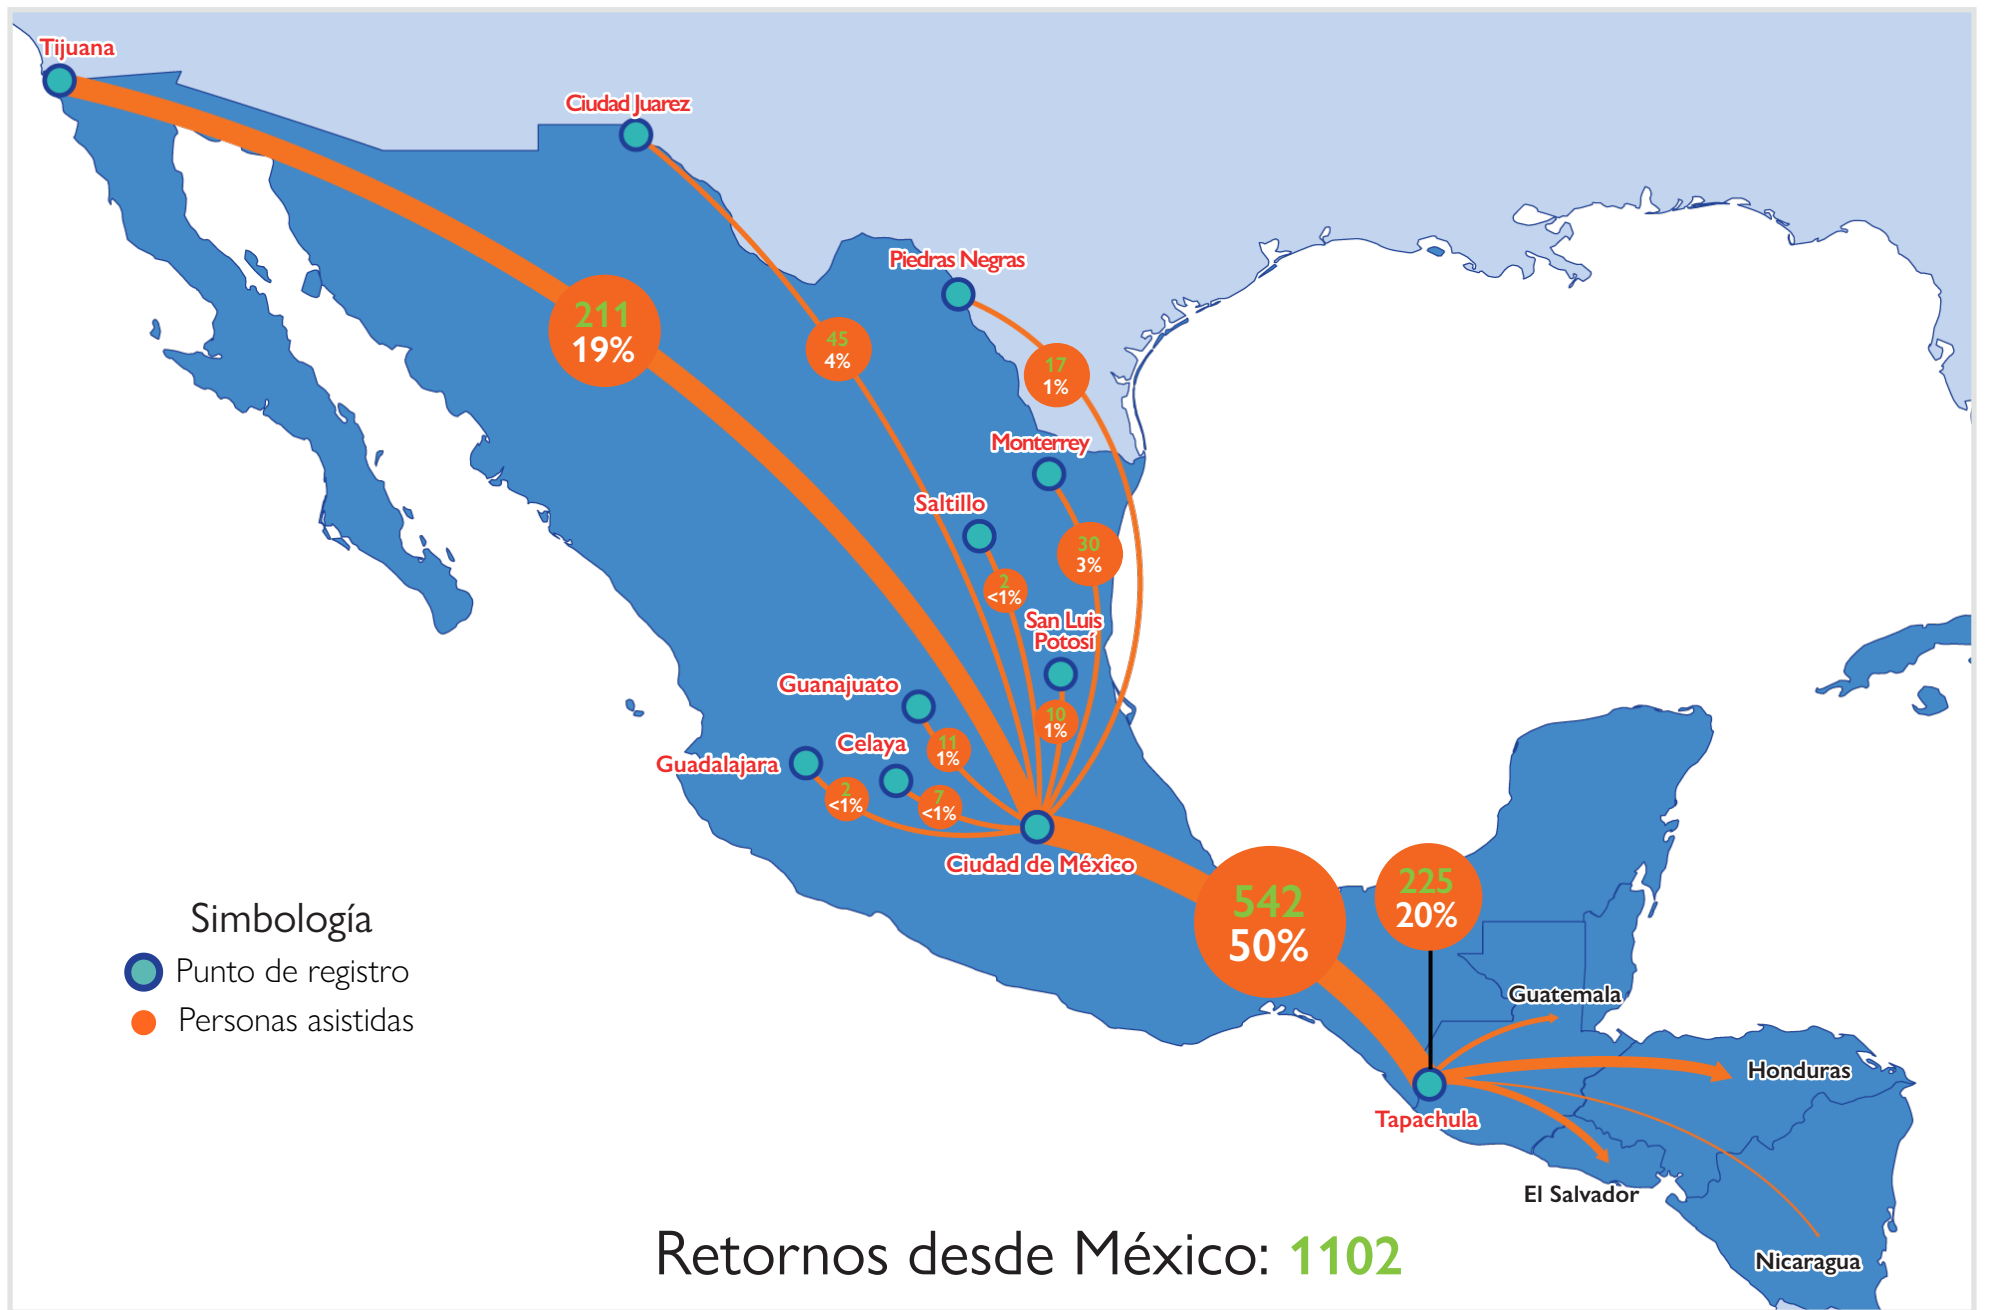 Tijuana
Ciudad Juarez
Piedras Negras
211
19%
45
4%
17
1%
Monterrey
Saltillo
30
3%
2
<1%
San Luis
Potosí
Guanajuato
10
1%
Celaya
11
1%
Guadalajara
2
<1%
7
<1%
Ciudad de México
542
50%
225
20%
Simbología
Punto de registro
Personas asistidas
Guatemala
Honduras
Tapachula
El Salvador
Nicaragua
Retornos desde México: 1102